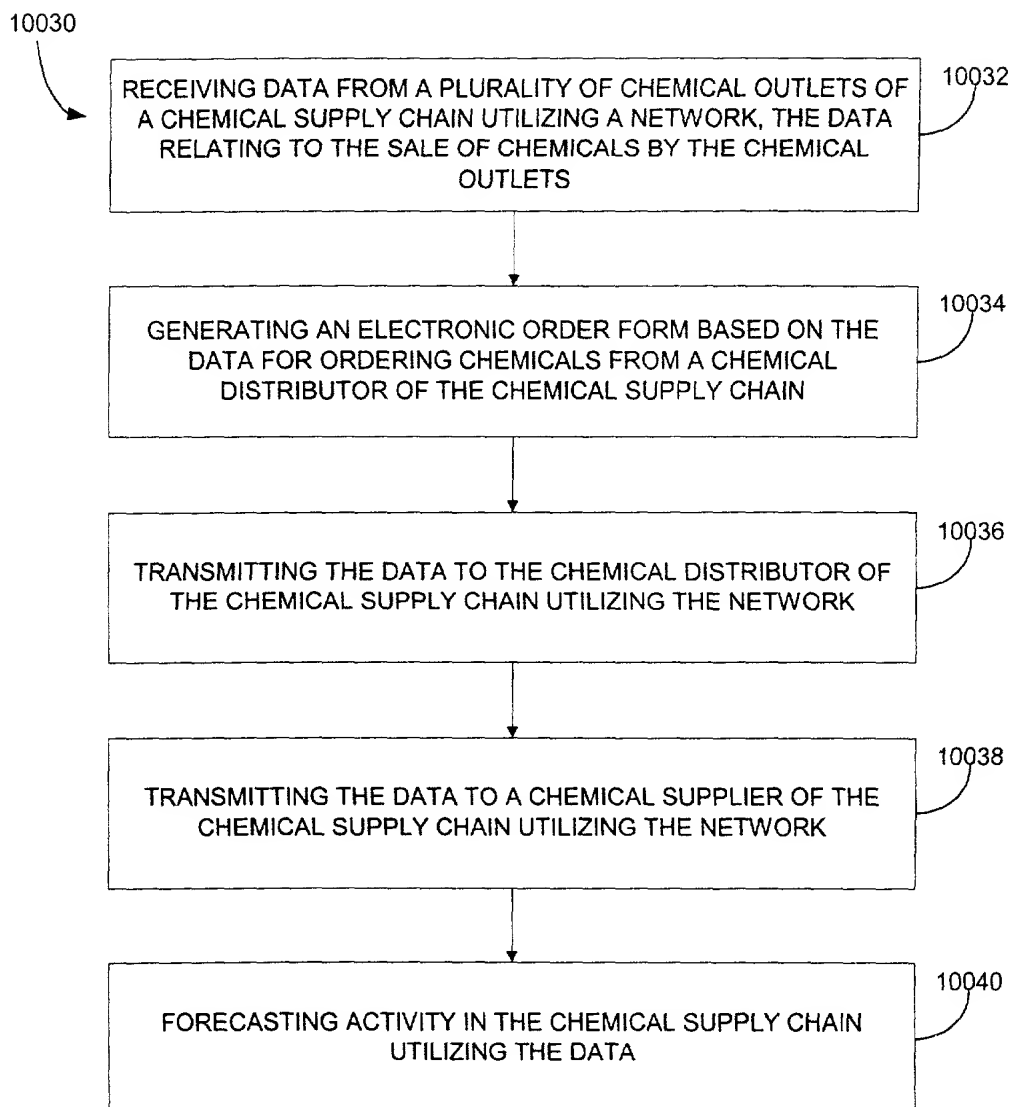 10030
RECEIVING DATA FROM A PLURALITY OF CHEMICAL OUTLETS OF
A CHEMICAL SUPPLY CHAIN UTILIZING A NETWORK, THE DATA
RELATING TO THE SALE OF CHEMICALS BY THE CHEMICAL
OUTLETS
10032
GENERATING AN ELECTRONIC ORDER FORM BASED ON THE
DATA FOR ORDERING CHEMICALS FROM A CHEMICAL
DISTRIBUTOR OF THE CHEMICAL SUPPLY CHAIN
10034
TRANSMITTING THE DATA TO THE CHEMICAL DISTRIBUTOR OF
THE CHEMICAL SUPPLY CHAIN UTILIZING THE NETWORK
10036
TRANSMITTING THE DATA TO A CHEMICAL SUPPLIER OF THE
CHEMICAL SUPPLY CHAIN UTILIZING THE NETWORK
10038
FORECASTING ACTIVITY IN THE CHEMICAL SUPPLY CHAIN
UTILIZING THE DATA
10040